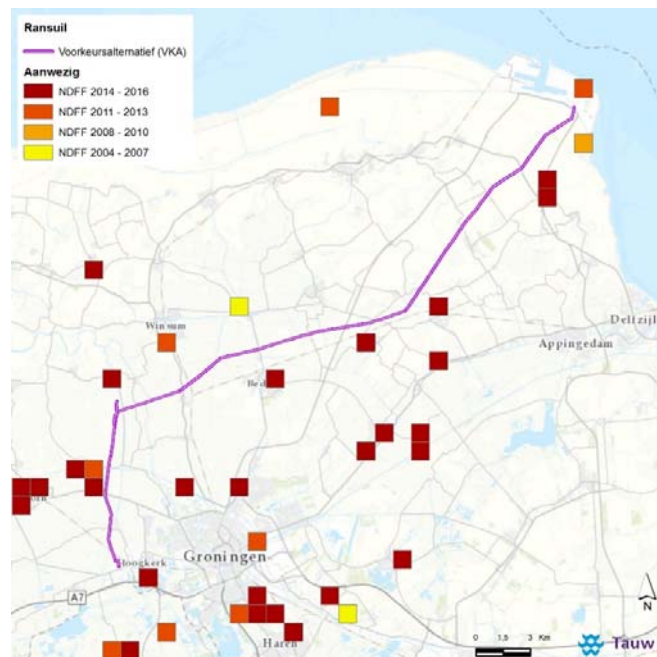 Ransuil
Voorkeursalternatief (VKA)
Aanwezig
NDFF 2014 - 2016
NDFF 2011 - 2013
NDFF 2008 - 2010
NDFF 2004 - 2007
Winsum
Delfzijl
Appingedam
Hoogkerk
Groningen
A7
Haren
N
0 1,5 3 Km
Tauw